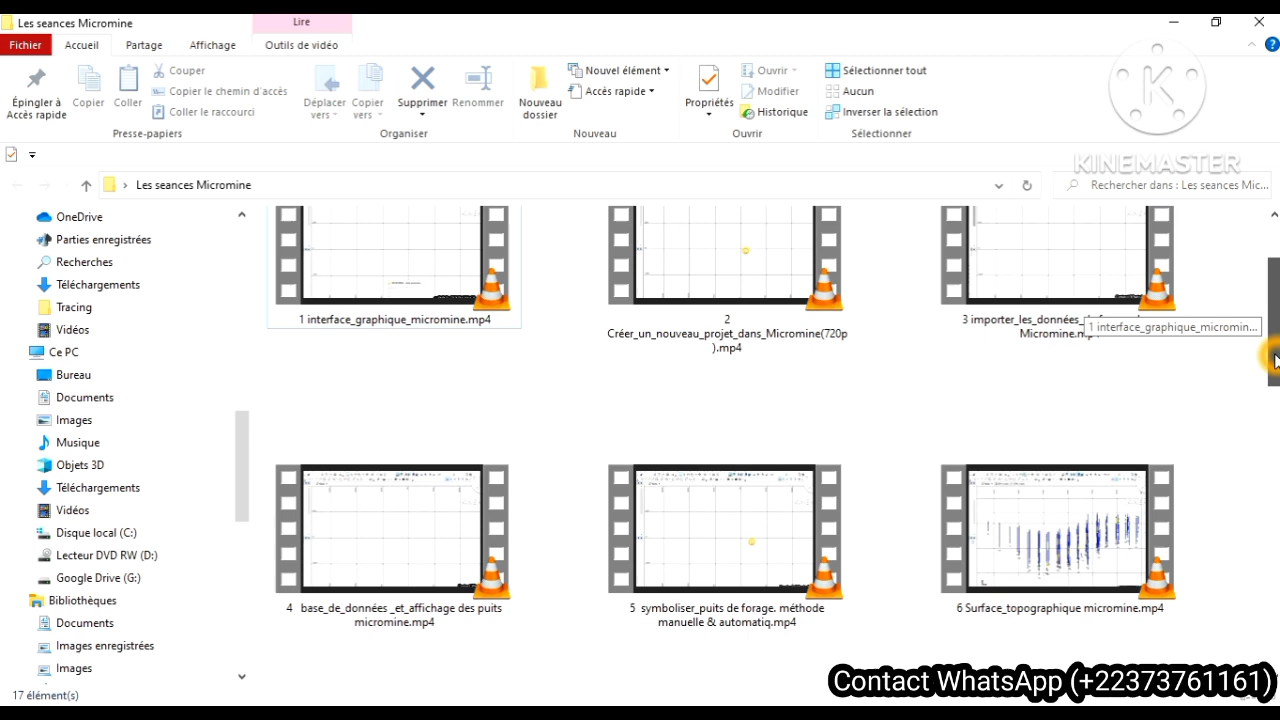 Les seances Micromine
Lire
Fichier
Accueil
Partage
Affichage
Outils de vidéo
Épingler à
Accès rapide
Copier
Coller
Couper
Copier le chemin d'accès
Coller le raccourci
Presse-papiers
Déplacer
vers
Copier
vers
Supprimer
Renommer
Organiser
Nouveau
dossier
Nouvel élément
Accès rapide
Nouveau
Propriétés
Ouvrir
Modifier
Historique
Ouvrir
Sélectionner tout
Aucun
Inverser la sélection
Sélectionner
K
KINEMASTER
Les seances Micromine
Rechercher dans : Les seances Mic...
OneDrive
Parties enregistrées
Recherches
Téléchargements
Tracing
Vidéos
Ce PC
Bureau
Documents
Images
Musique
Objets 3D
Téléchargements
Vidéos
Disque local (C:)
Lecteur DVD RW (D:)
Google Drive (G:)
Bibliothèques
Documents
Images enregistrées
Images
1 interface_graphique_micromine.mp4
2
Créer_un_nouveau_projet_dans_Micromine(720p
).mp4
3 importer_les_données_
1 interface_graphique_micromin...
4 base_de_données _et_affichage des puits
micromine.mp4
5 symboliser_puits de forage. méthode
manuelle & automatiq.mp4
6 Surface_topographique micromine.mp4
17 élément(s)
Contact WhatsApp (+22373761161)